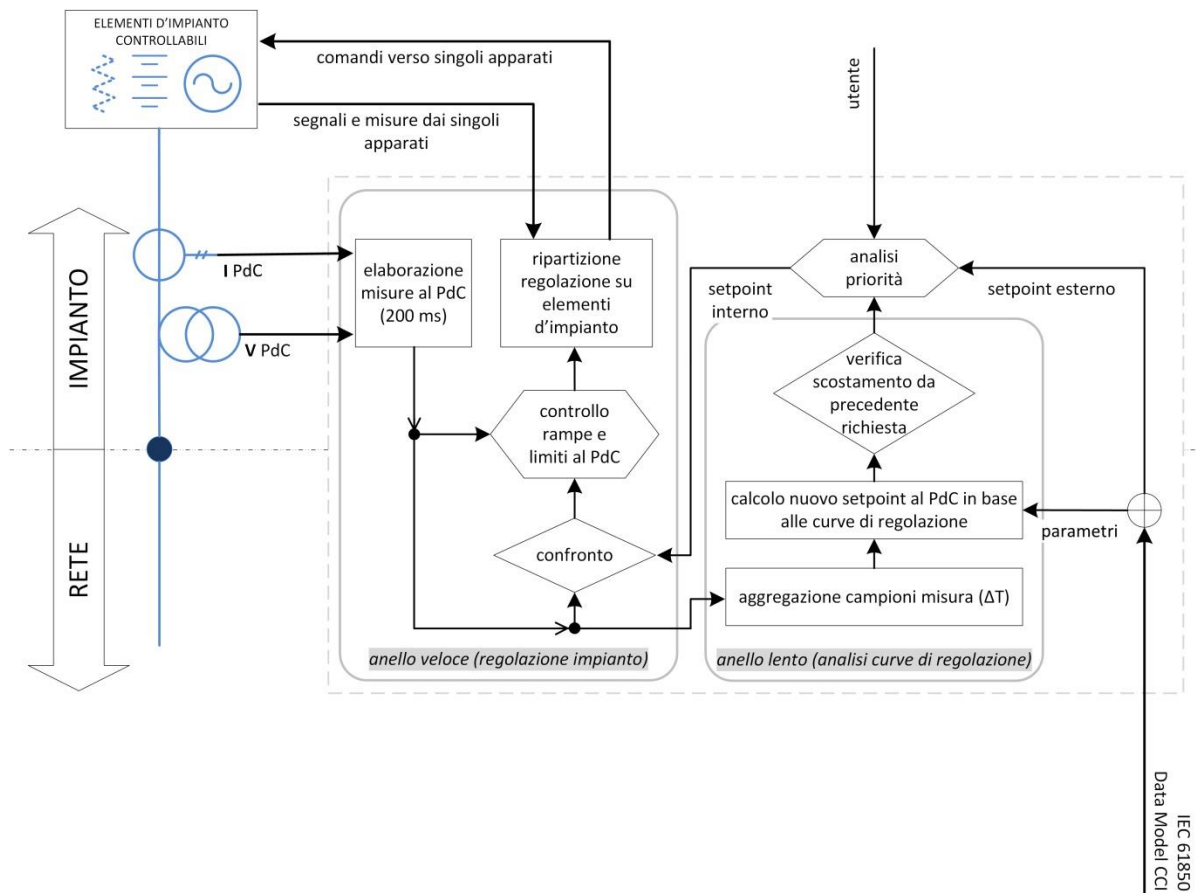 ELEMENTI D'IMPIANTO
CONTROLLABILI
comandi verso singoli apparati
segnali e misure dai singoli
apparati
utente
IMPIANTO
RETE
I PdC
V PdC
elaborazione
misure al PdC
(200 ms)
ripartizione
regolazione su
elementi
d'impianto
controllo
rampe e
limiti al PdC
confronto
anello veloce (regolazione impianto)
setpoint
interno
analisi
priorità
setpoint esterno
verifica
scostamento da
precedente
richiesta
calcolo nuovo setpoint al PdC in base
alle curve di regolazione
parametri
aggregazione campioni misura (ΔT)
anello lento (analisi curve di regolazione)
IEC 61850
Data Model CCI